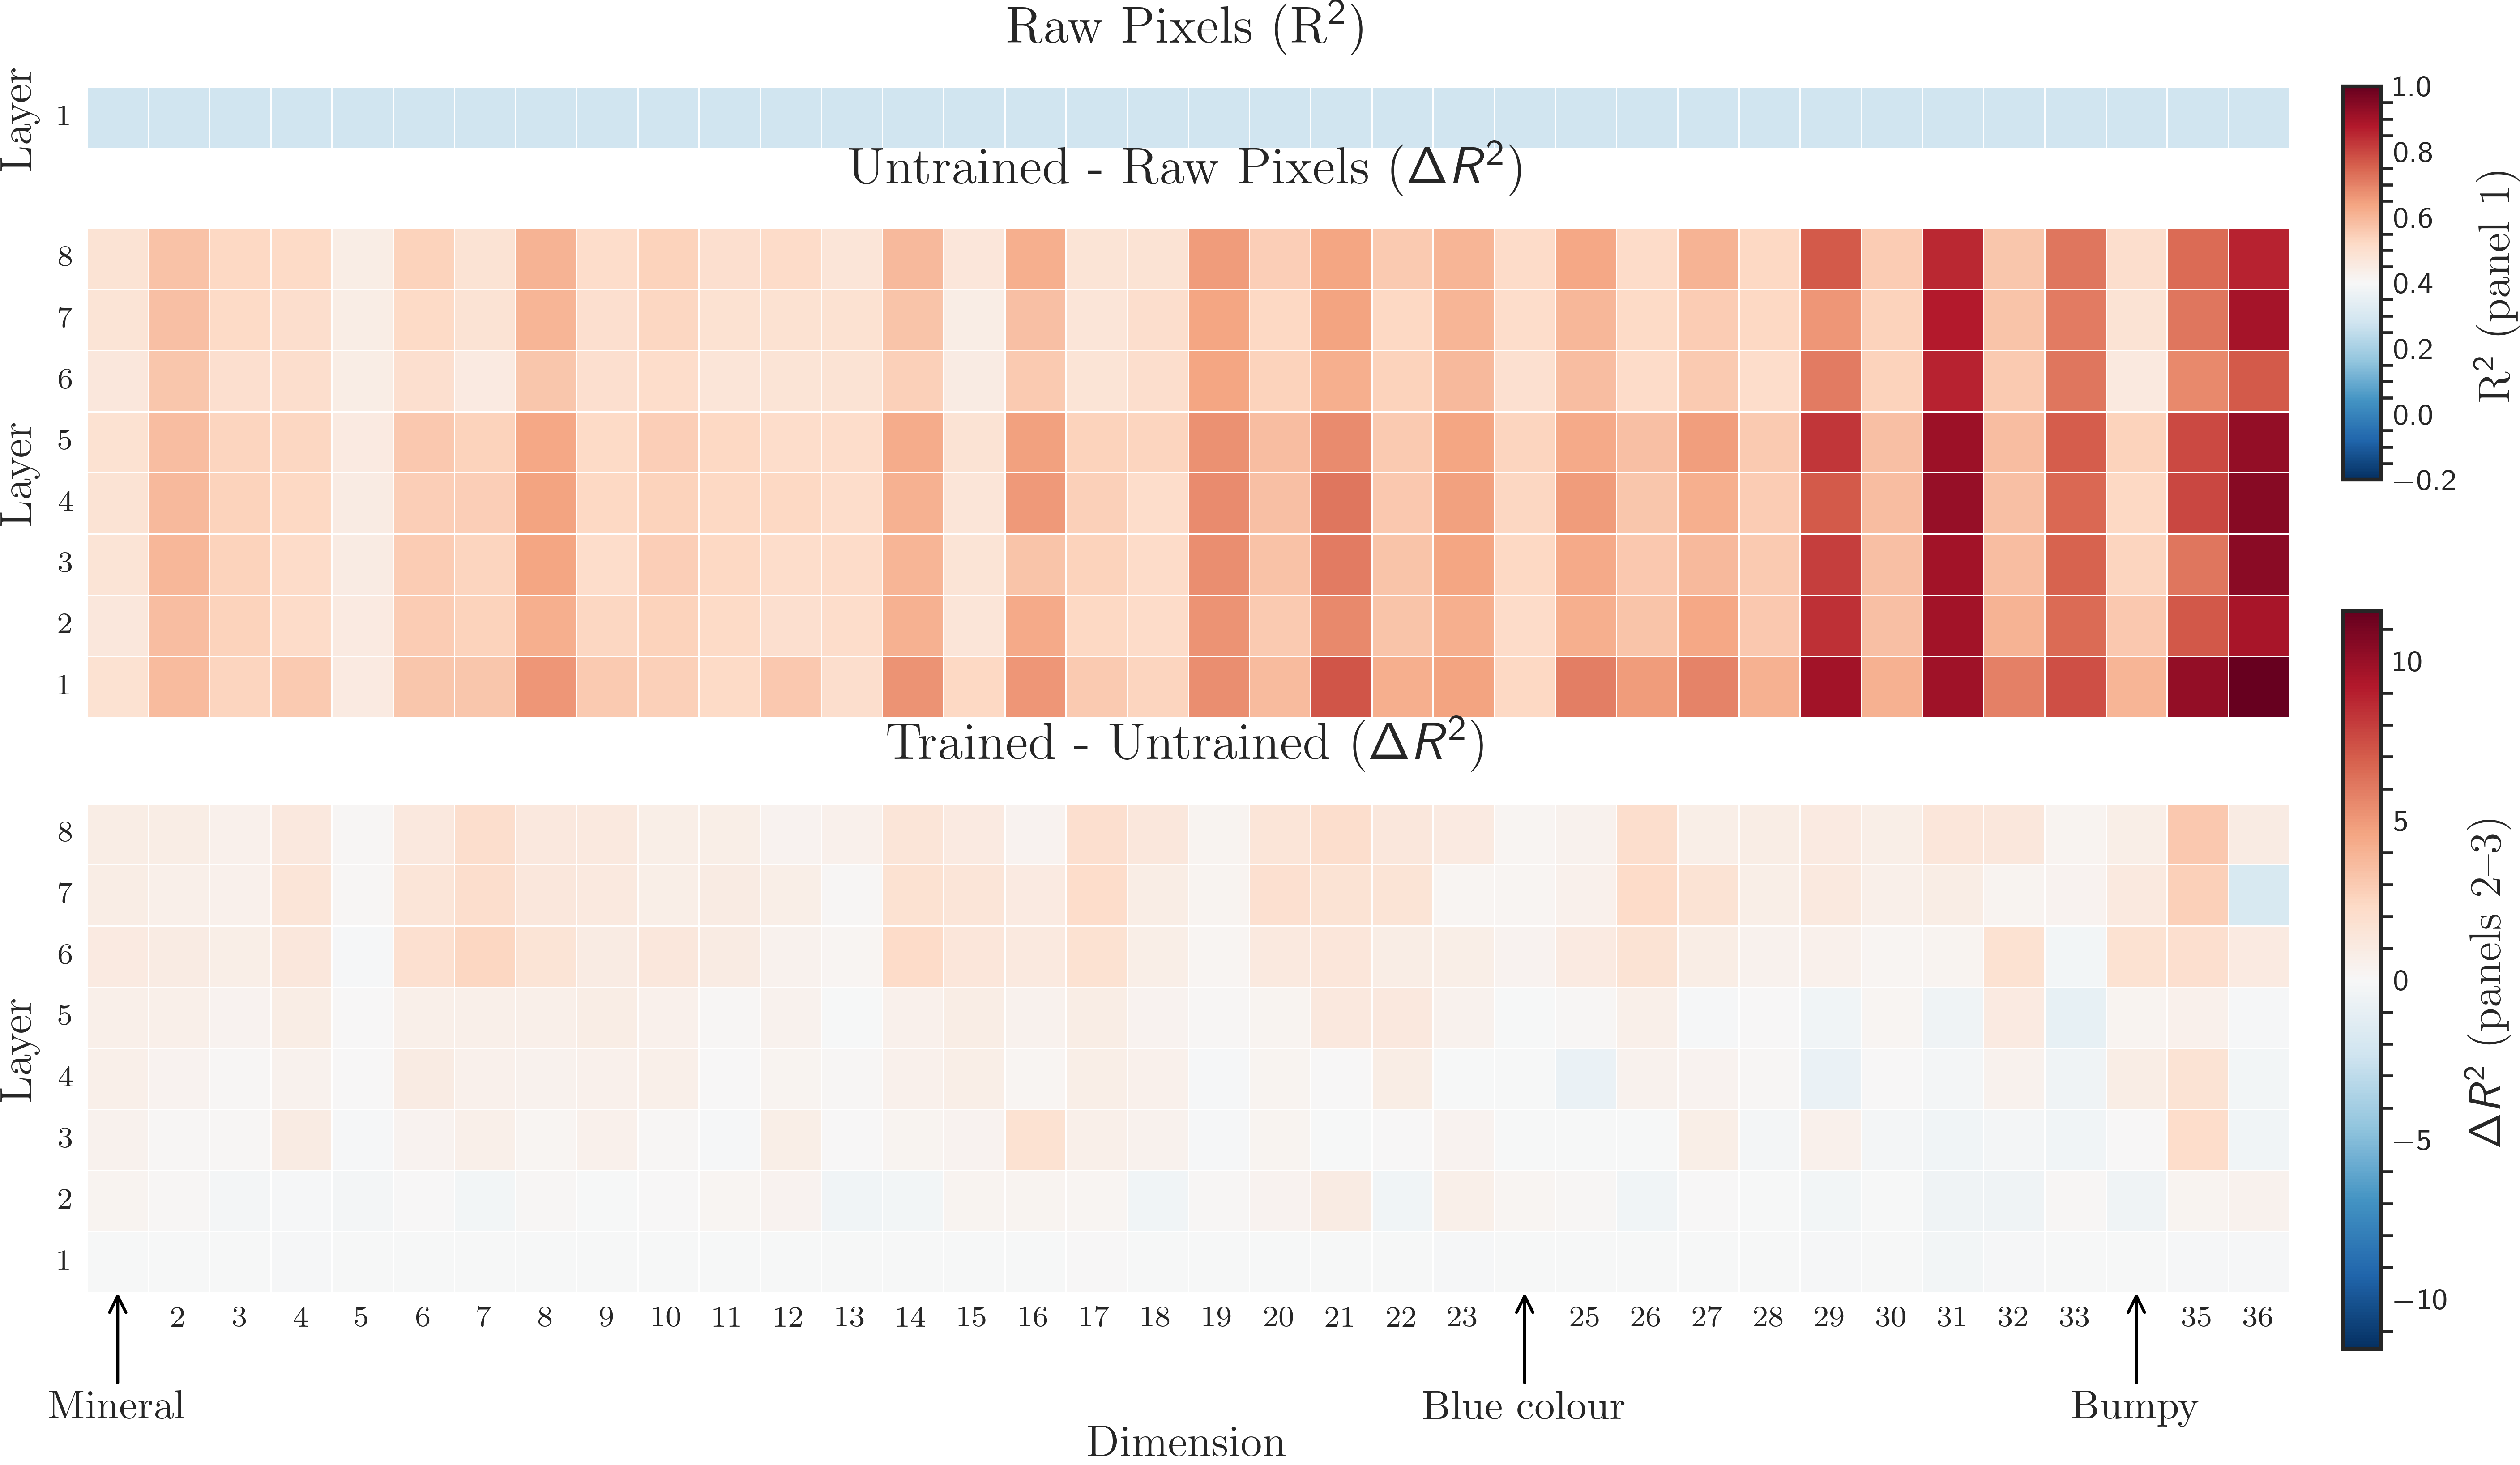 Raw Pixels (R²)
Layer
1
Untrained - Raw Pixels (ΔR²)
Layer
8
7
6
5
4
3
2
1
Trained - Untrained (ΔR²)
Layer
8
7
6
5
4
3
2
1
2 3 4 5 6 7 8 9 10 11 12 13 14 15 16 17 18 19 20 21 22 23 25 26 27 28 29 30 31 32 33 35 36
Mineral Blue colour Bumpy
Dimension
1.0
0.8
0.6
0.4
0.2
0.0
−0.2
R² (panel 1)
10
5
0
−5
−10
ΔR² (panels 2–3)